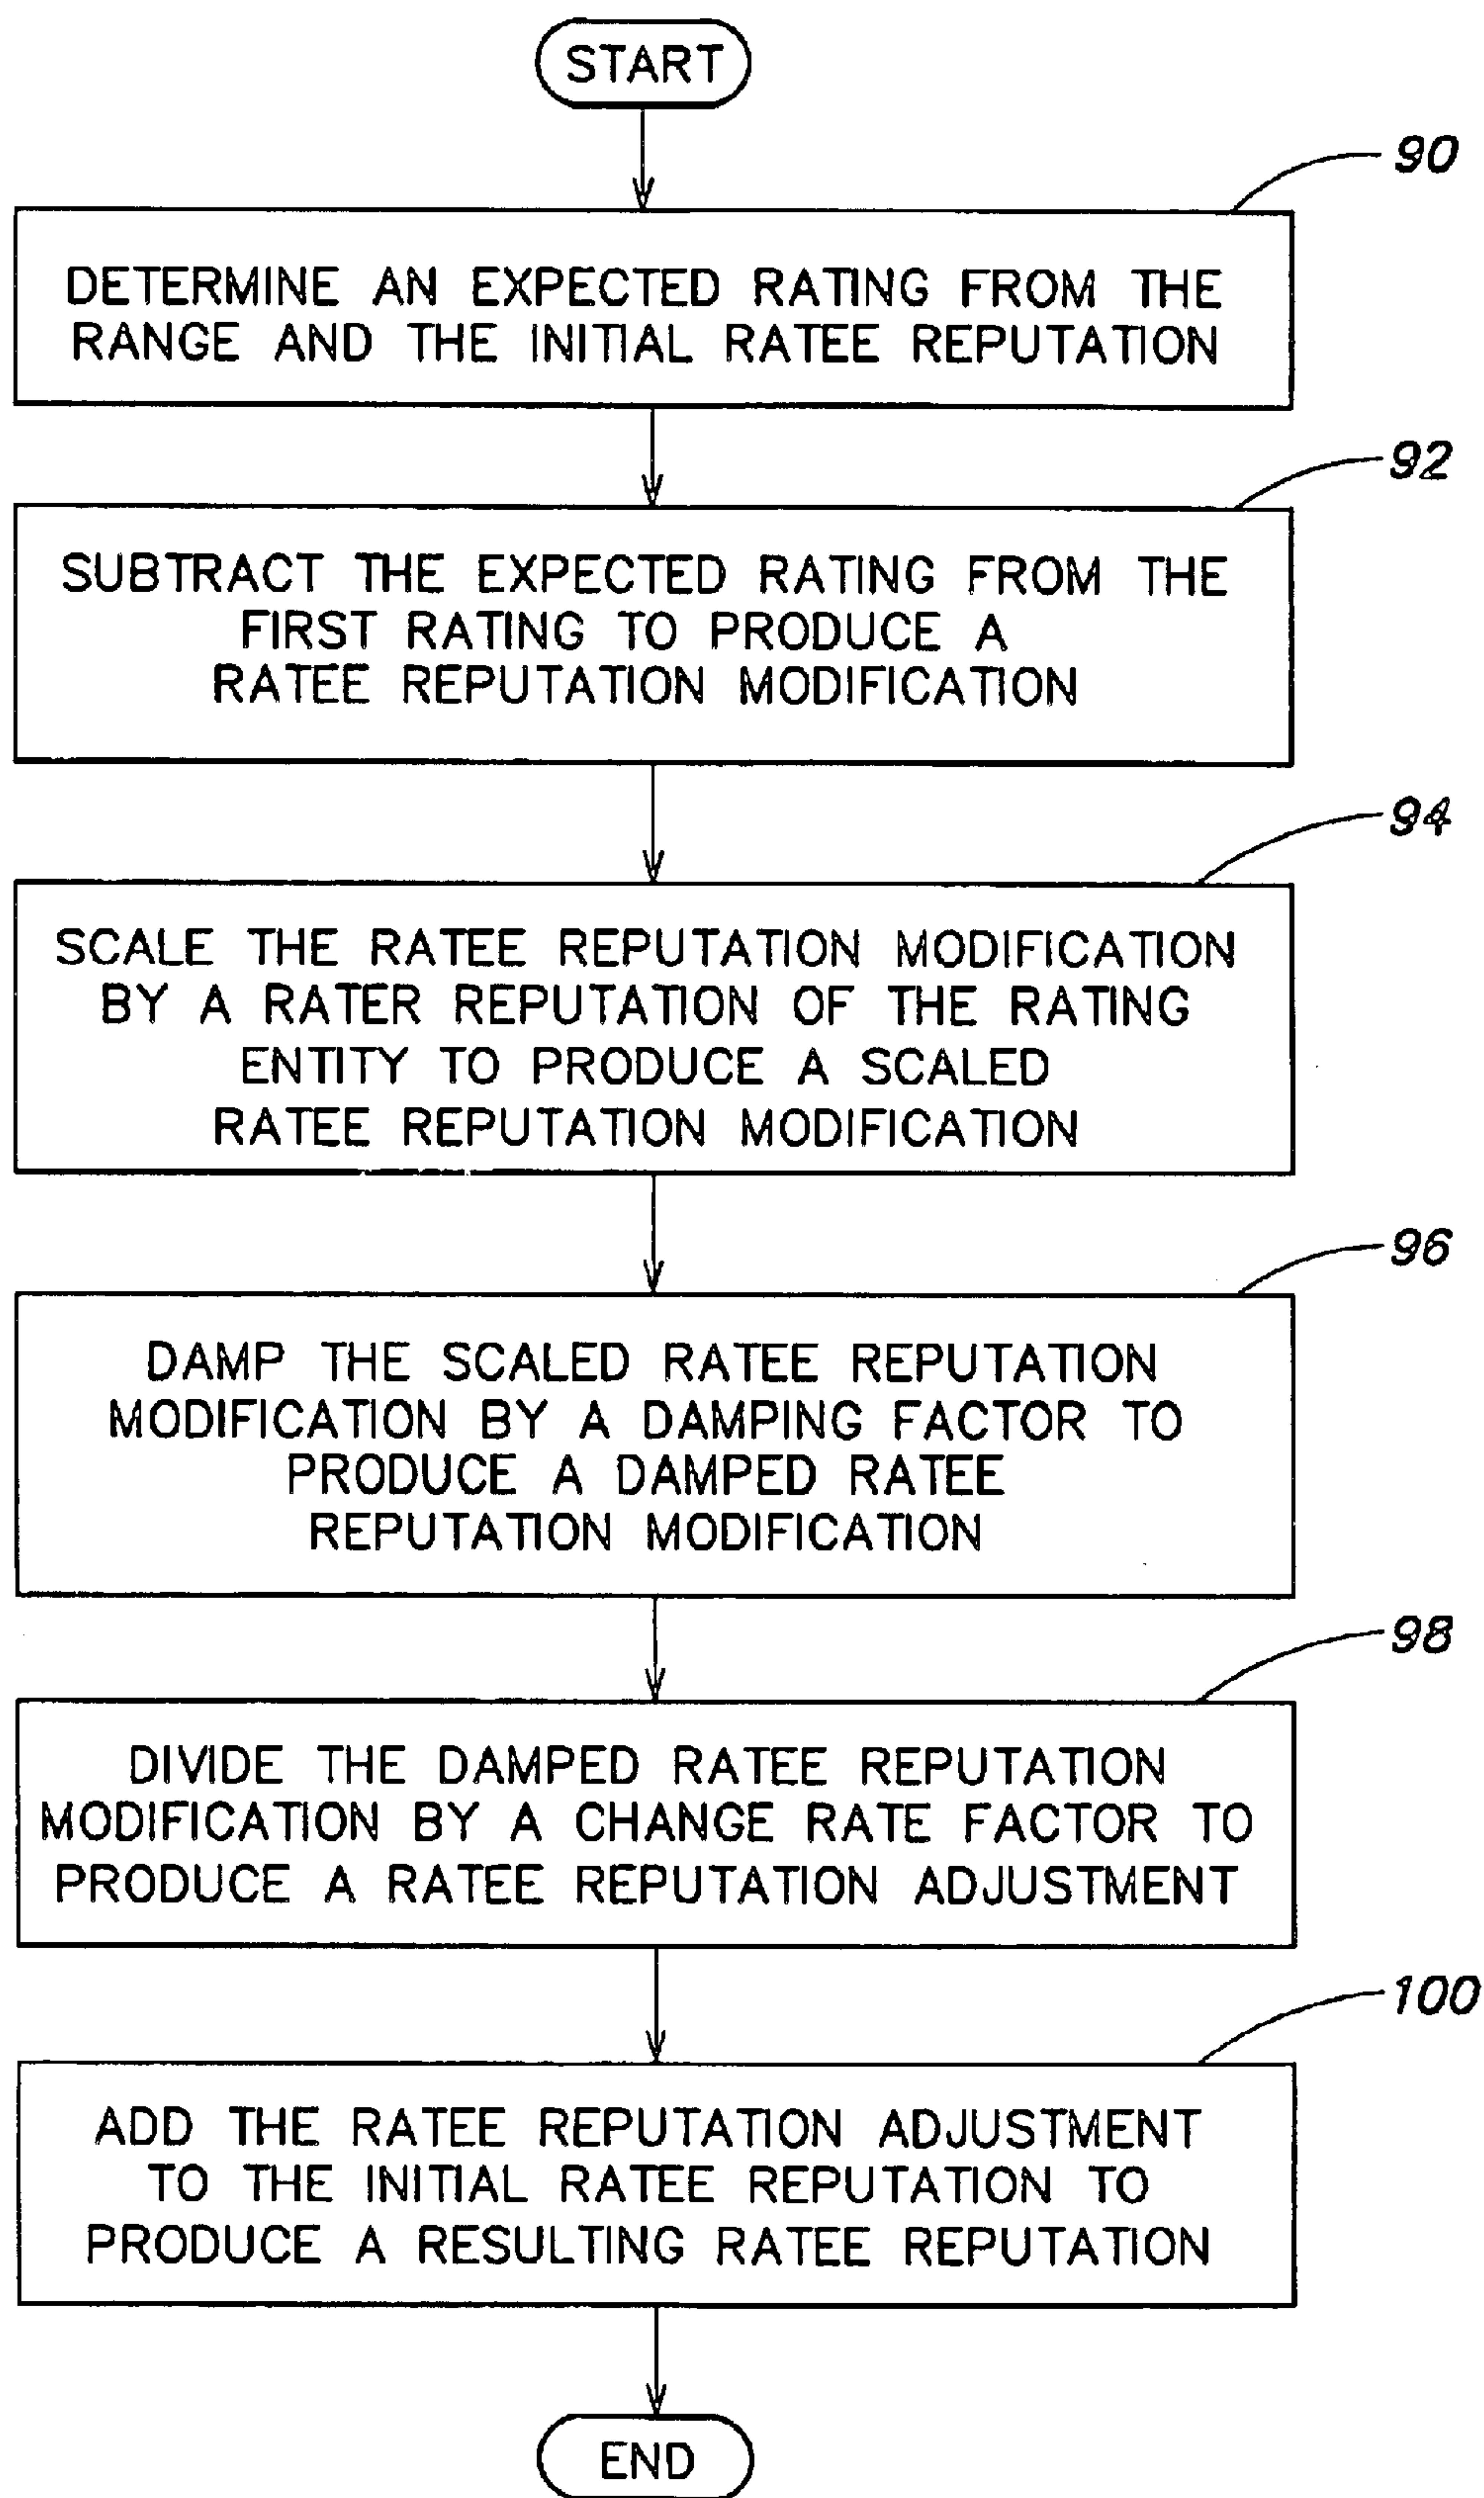 START
90
DETERMINE AN EXPECTED RATING FROM THE
RANGE AND THE INITIAL RATEE REPUTATION
92
SUBTRACT THE EXPECTED RATING FROM THE
FIRST RATING TO PRODUCE A
RATEE REPUTATION MODIFICATION
94
SCALE THE RATEE REPUTATION MODIFICATION
BY A RATER REPUTATION OF THE RATING
ENTITY TO PRODUCE A SCALED
RATEE REPUTATION MODIFICATION
96
DAMP THE SCALED RATEE REPUTATION
MODIFICATION BY A DAMPING FACTOR TO
PRODUCE A DAMPED RATEE
REPUTATION MODIFICATION
98
DIVIDE THE DAMPED RATEE REPUTATION
MODIFICATION BY A CHANGE RATE FACTOR TO
PRODUCE A RATEE REPUTATION ADJUSTMENT
100
ADD THE RATEE REPUTATION ADJUSTMENT
TO THE INITIAL RATEE REPUTATION TO
PRODUCE A RESULTING RATEE REPUTATION
END